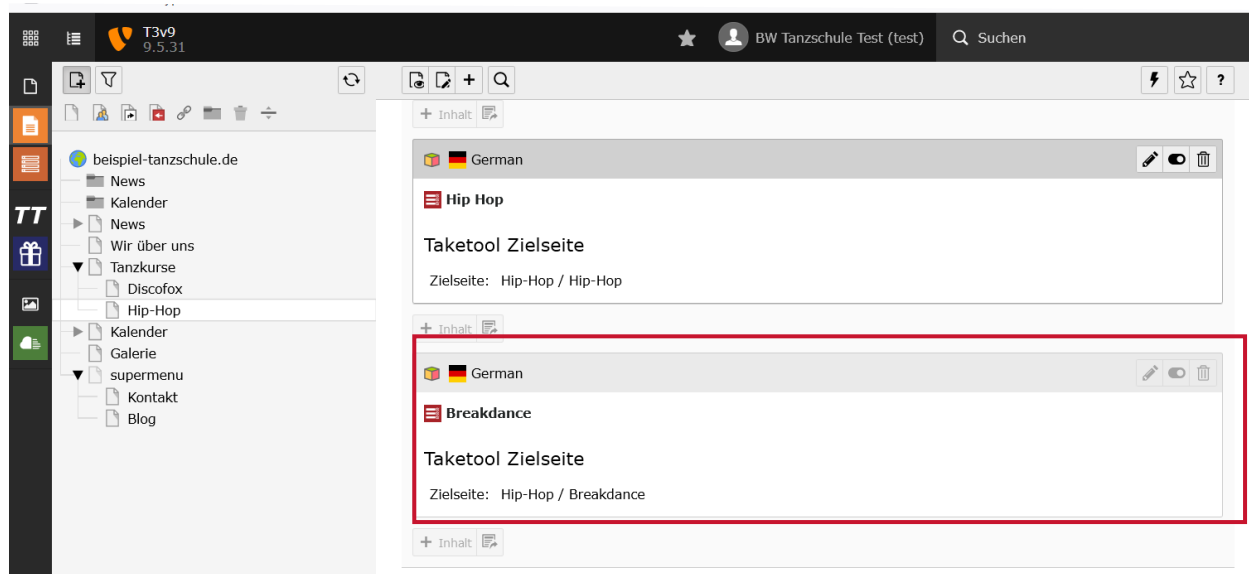 T3v9
9.5.31
BW Tanzschule Test (test)
Suchen
?
+ Inhalt
beispiel-tanzschule.de
News
Kalender
News
Wir über uns
Tanzkurse
Discofox
Hip-Hop
Kalender
Galerie
supermenu
Kontakt
Blog
TT
German
Hip Hop
Taketool Zielseite
Zielseite: Hip-Hop / Hip-Hop
+ Inhalt
German
Breakdance
Taketool Zielseite
Zielseite: Hip-Hop / Breakdance
+ Inhalt